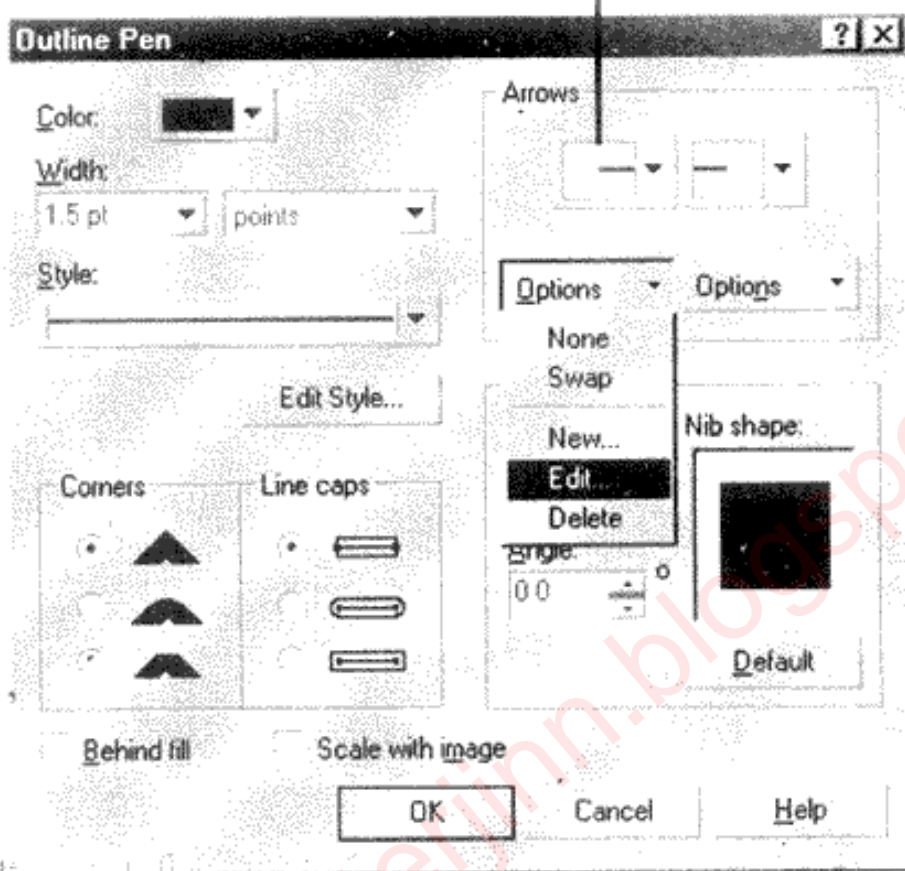 Outline Pen
Color:
Width:
1.5 pt
points
Style:
Edit Style...
Corners
Line caps
Behind fill
Scale with image
Arrows
Options
Options
None
Swap
New...
Edit...
Delete
Angle:
0.0
°
Nib shape:
Default
OK
Cancel
Help